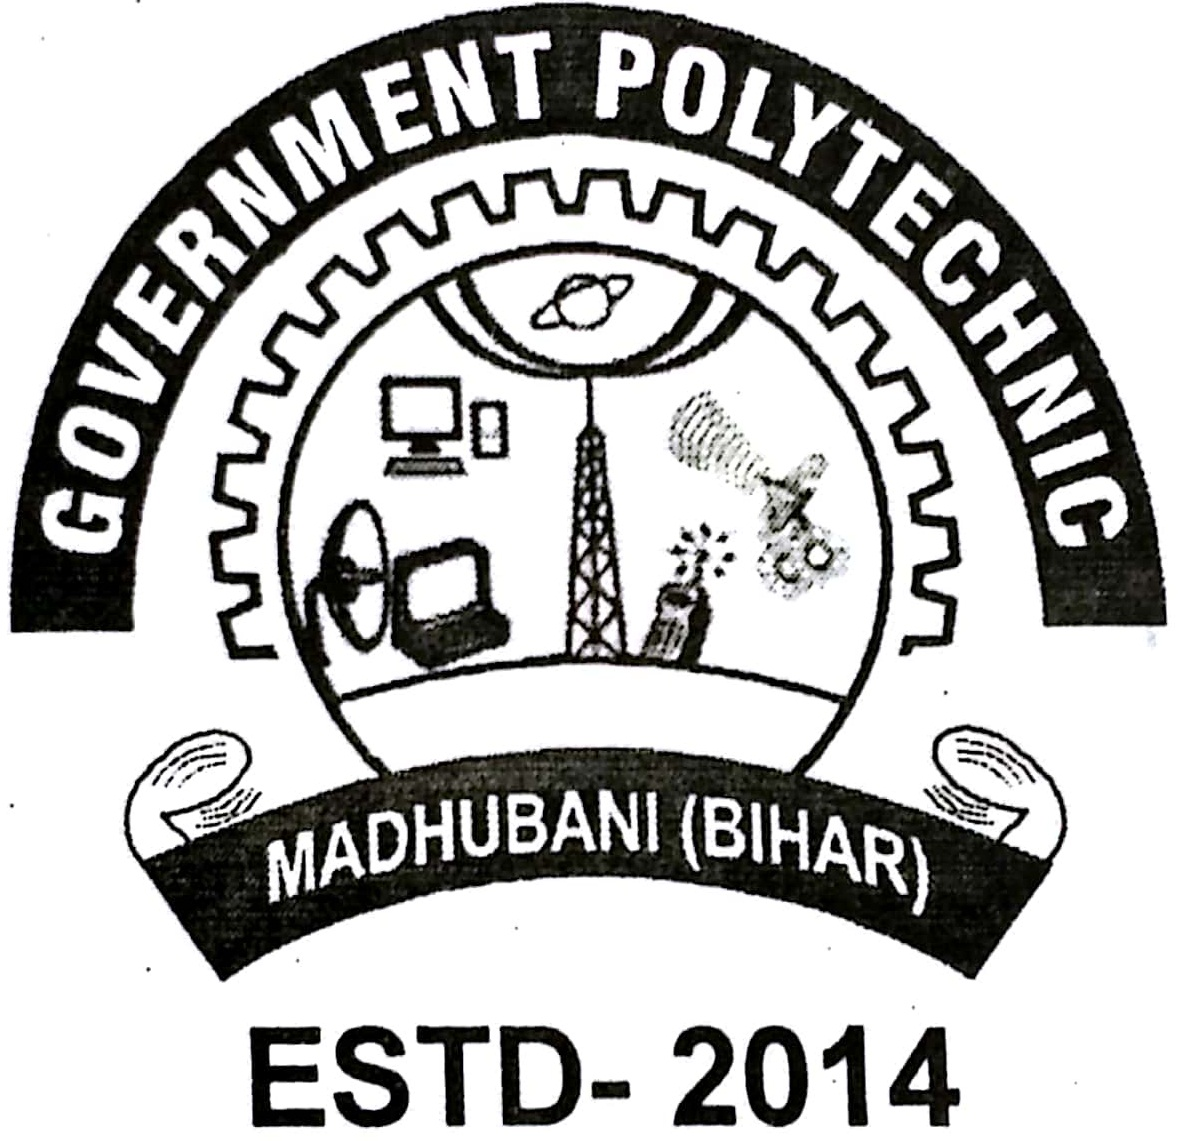 GOVERNMENT POLYTECHNIC
MADHUBANI (BIHAR)
ESTD- 2014